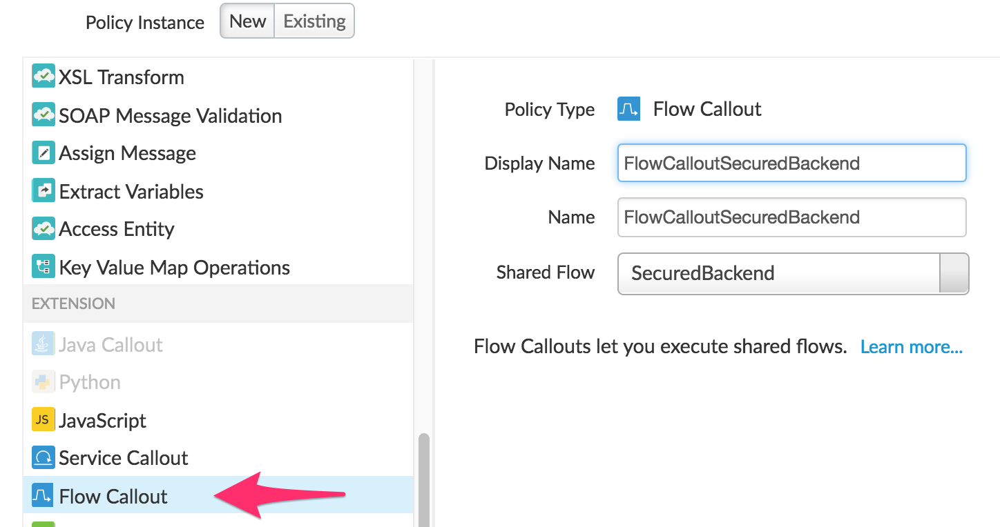 Policy Instance New Existing
XSL Transform
SOAP Message Validation
Assign Message
Extract Variables
Access Entity
Key Value Map Operations
EXTENSION
Java Callout
Python
JS JavaScript
Service Callout
Flow Callout
Policy Type Flow Callout
Display Name FlowCalloutSecuredBackend
Name FlowCalloutSecuredBackend
Shared Flow SecuredBackend
Flow Callouts let you execute shared flows. Learn more...